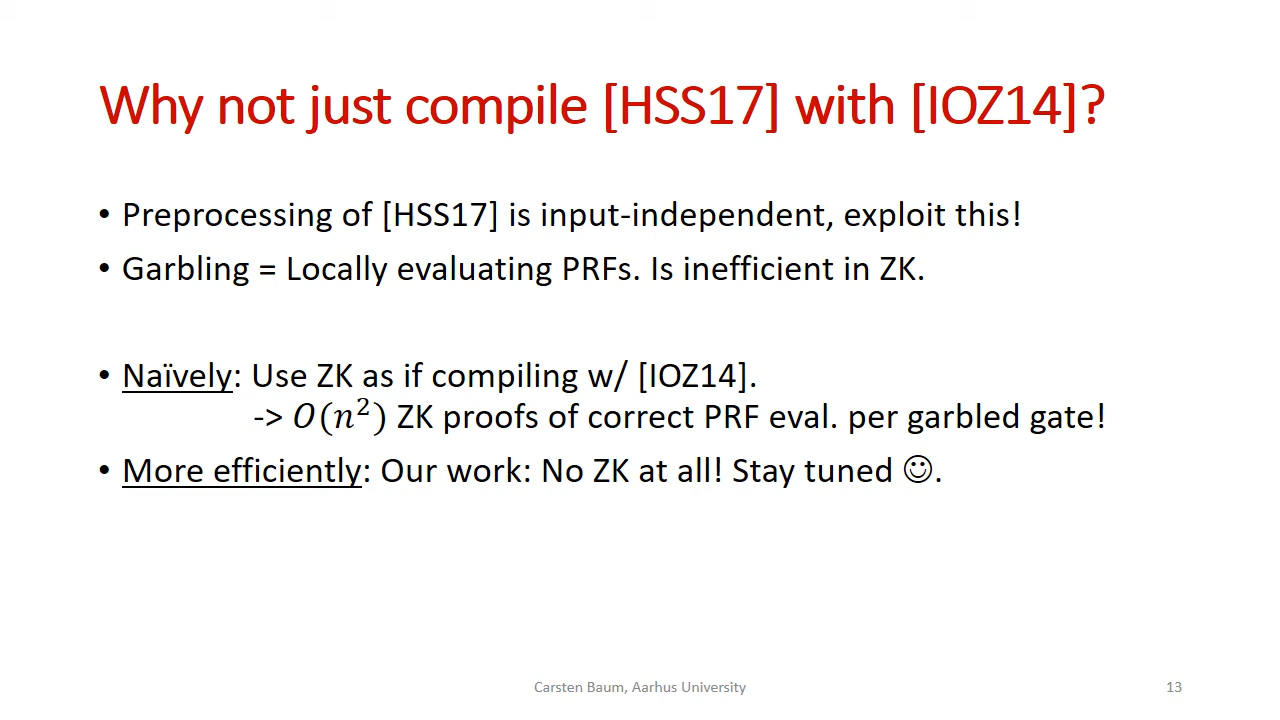 Why not just compile [HSS17] with [IOZ14]?
• Preprocessing of [HSS17] is input-independent, exploit this!
• Garbling = Locally evaluating PRFs. Is inefficient in ZK.
• Naïvely: Use ZK as if compiling w/ [IOZ14].
-> 𝑂(𝑛²) ZK proofs of correct PRF eval. per garbled gate!
• More efficiently: Our work: No ZK at all! Stay tuned ☺.
Carsten Baum, Aarhus University
13